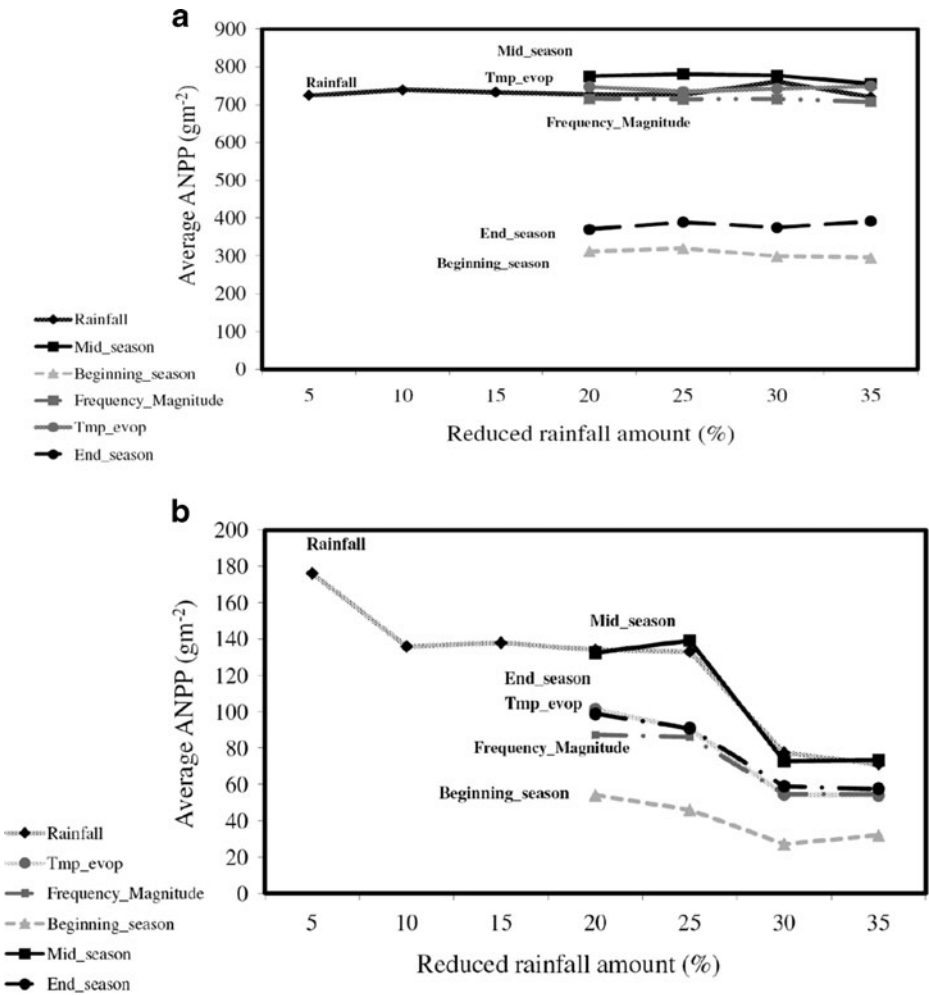 a
900
800
700
600
500
400
300
200
100
0
Average ANPP (gm-2)
Mid_season
Rainfall
Tmp_evop
Frequency_Magnitude
End_season
Beginning_season
5 10 15 20 25 30 35
Reduced rainfall amount (%)
Rainfall
Mid_season
Beginning_season
Frequency_Magnitude
Tmp_evop
End_season
b
200
180
160
140
120
100
80
60
40
20
0
Average ANPP (gm-2)
Rainfall
Mid_season
End_season
Tmp_evop
Frequency_Magnitude
Beginning_season
5 10 15 20 25 30 35
Reduced rainfall amount (%)
Rainfall
Tmp_evop
Frequency_Magnitude
Beginning_season
Mid_season
End_season